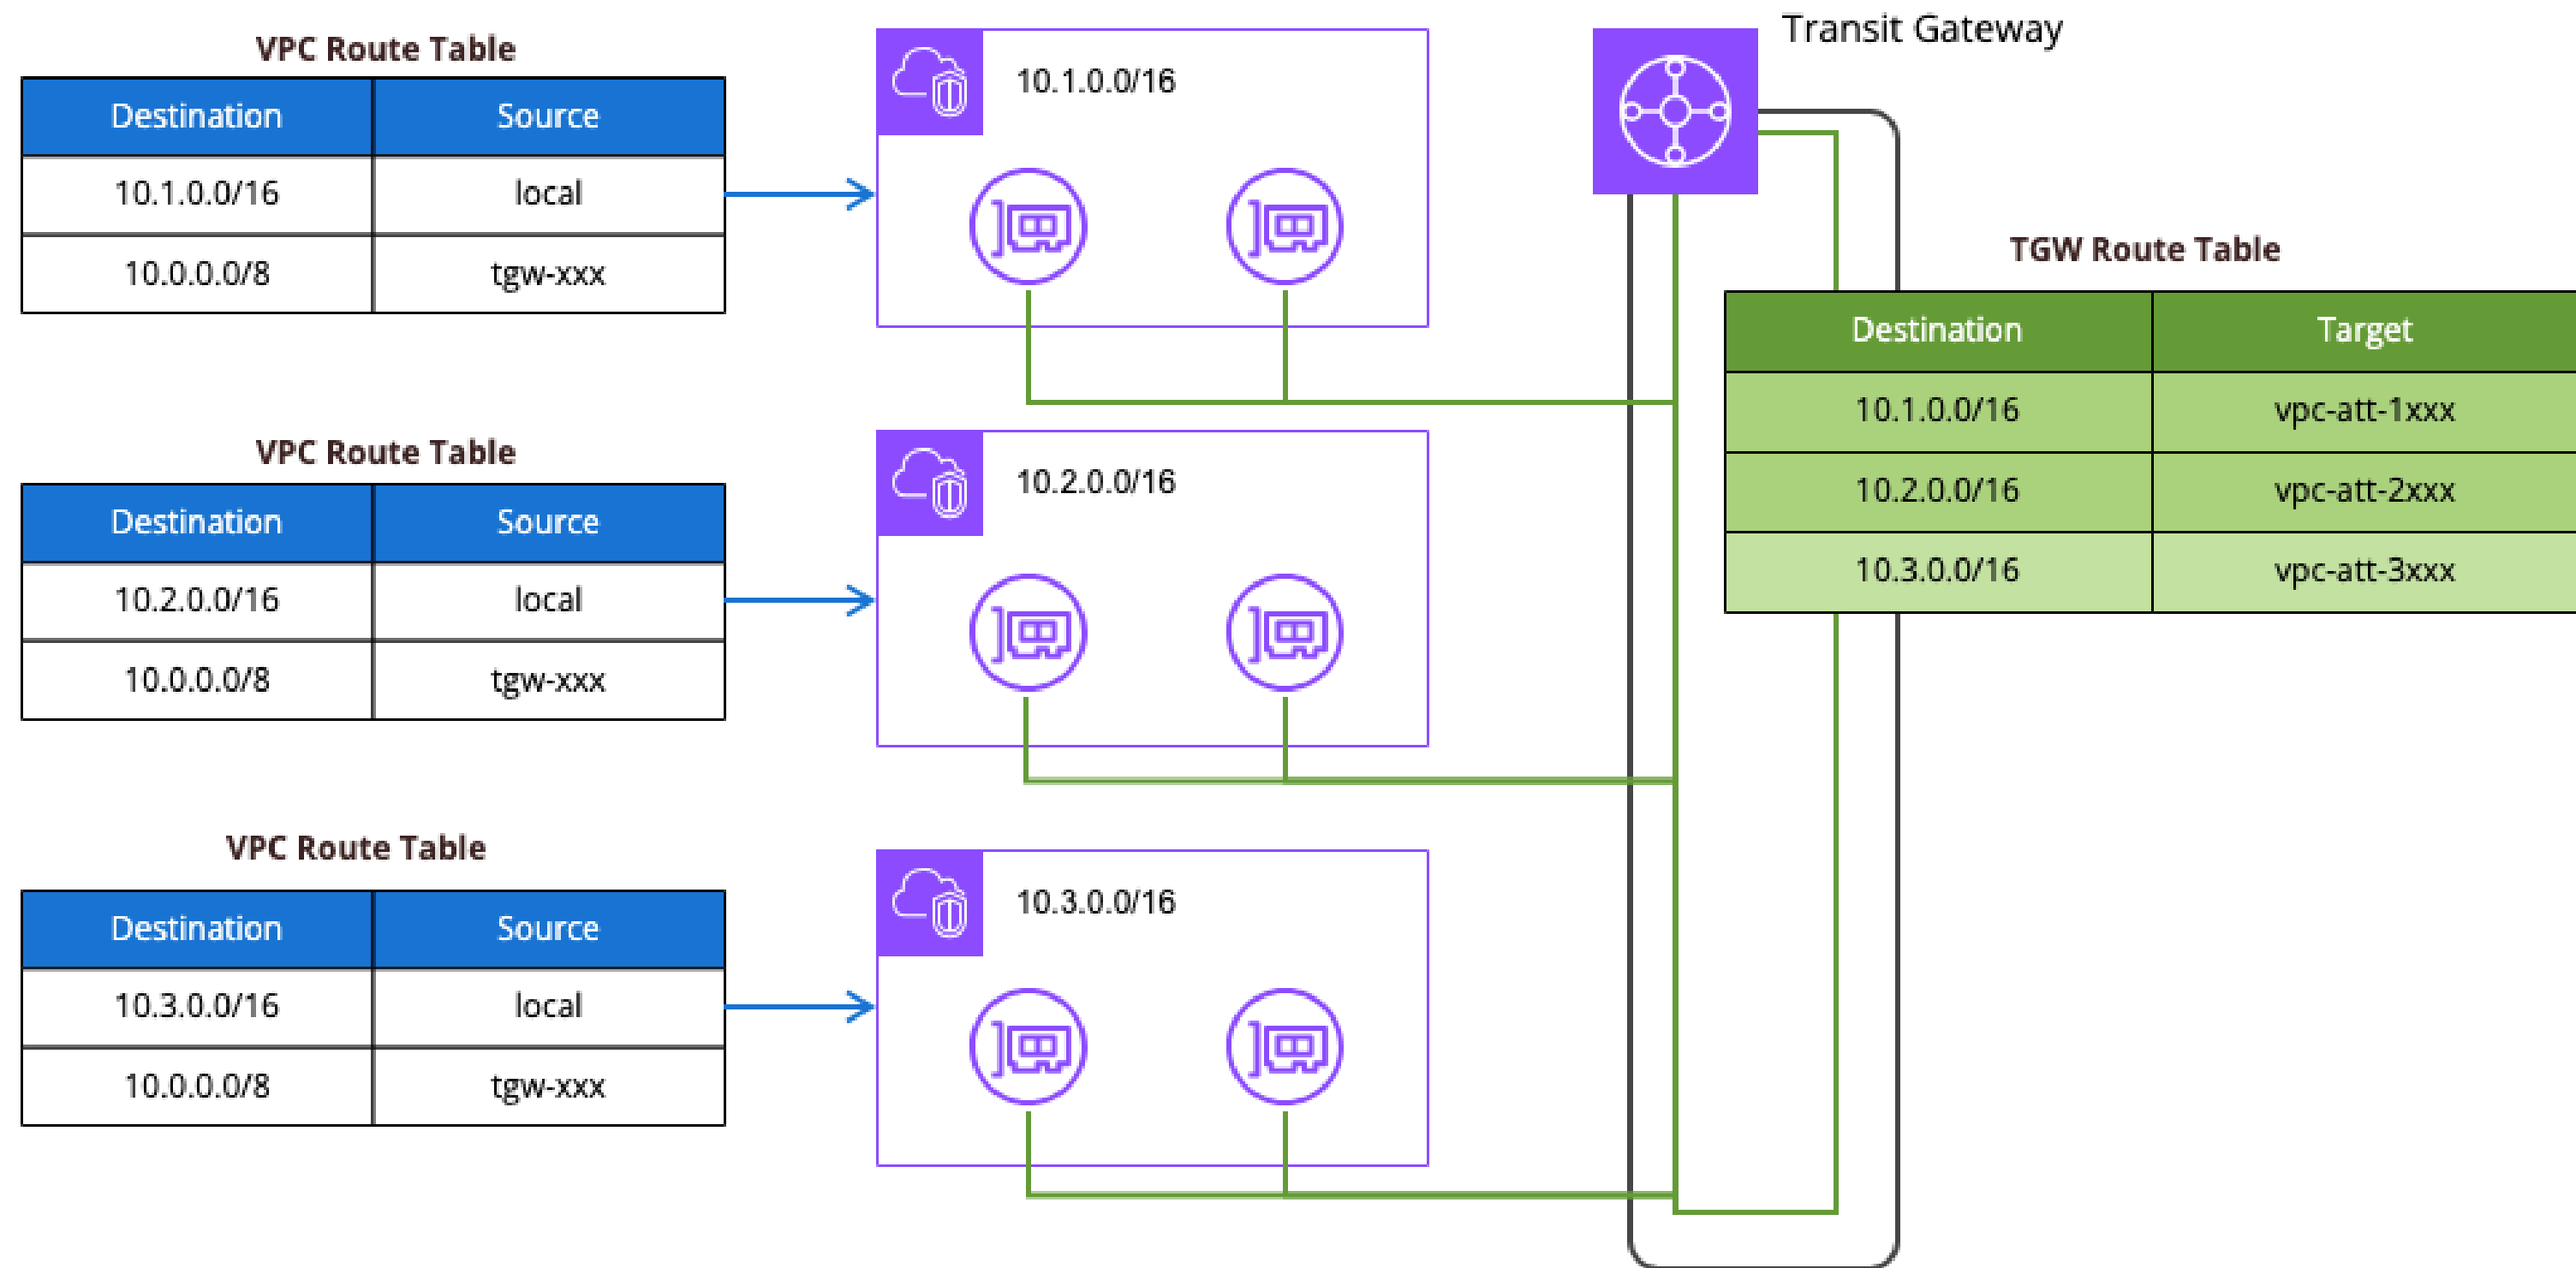 Transit Gateway
VPC Route Table
Destination Source
10.1.0.0/16 local
10.0.0.0/8 tgw-xxx
10.1.0.0/16
TGW Route Table
Destination Target
10.1.0.0/16 vpc-att-1xxx
10.2.0.0/16 vpc-att-2xxx
10.3.0.0/16 vpc-att-3xxx
VPC Route Table
Destination Source
10.2.0.0/16 local
10.0.0.0/8 tgw-xxx
10.2.0.0/16
VPC Route Table
Destination Source
10.3.0.0/16 local
10.0.0.0/8 tgw-xxx
10.3.0.0/16